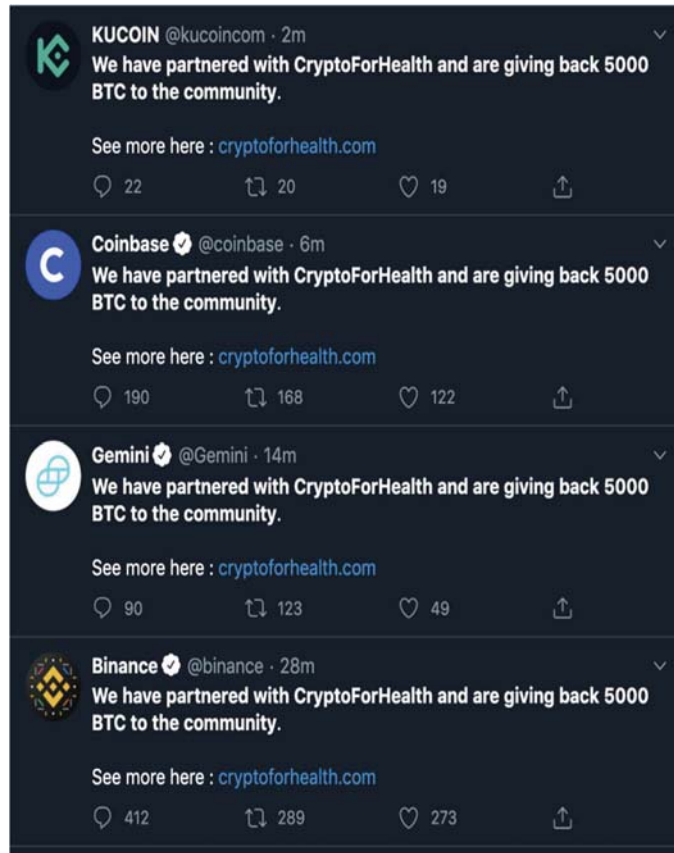 KUCOIN @kucoincom · 2m
We have partnered with CryptoForHealth and are giving back 5000
BTC to the community.
See more here : cryptoforhealth.com
22 20 19
Coinbase @coinbase · 6m
We have partnered with CryptoForHealth and are giving back 5000
BTC to the community.
See more here : cryptoforhealth.com
190 168 122
Gemini @Gemini · 14m
We have partnered with CryptoForHealth and are giving back 5000
BTC to the community.
See more here : cryptoforhealth.com
90 123 49
Binance @binance · 28m
We have partnered with CryptoForHealth and are giving back 5000
BTC to the community.
See more here : cryptoforhealth.com
412 289 273